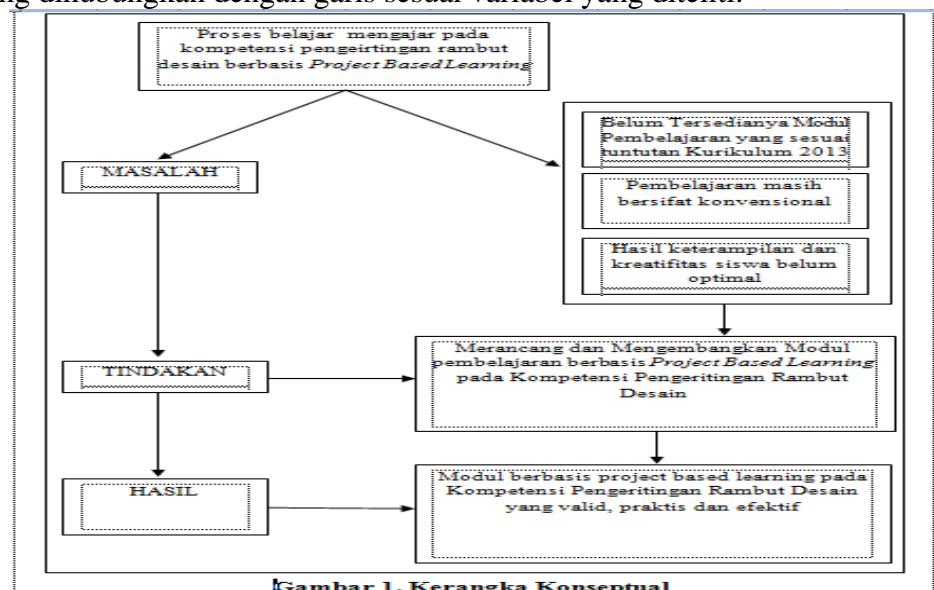 ng dihubungkan dengan garis sesuai variabel yang diteliti.
Proses belajar mengajar pada
kompetensi pengeirtingan rambut
desain berbasis Project Based Learning
Belum Tersedianya Modul
Pembelajaran yang sesuai
tuntutan Kurikulum 2013
MASALAH
Pembelajaran masih
bersifat konvensional
Hasil keterampilan dan
kreatifitas siswa belum
optimal
Merancang dan Mengembangkan Modul
pembelajaran berbasis Project Based Learning
pada Kompetensi Pengeritingan Rambut
Desain
TINDAKAN
Modul berbasis project based learning pada
Kompetensi Pengeritingan Rambut Desain
yang valid, praktis dan efektif
HASIL
Gambar 1. Kerangka Konseptual